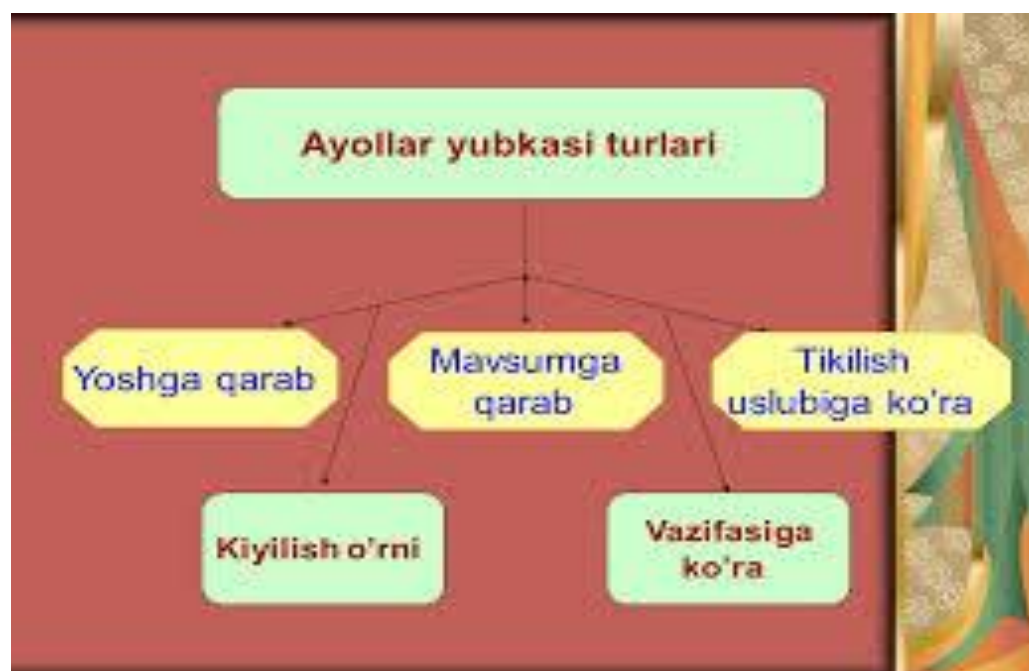 Ayollar yubkasi turlari
Yoshga qarab
Mavsumga
qarab
Tikilish
uslubiga ko'ra
Kiyilish o'rni
Vazifasiga
ko'ra